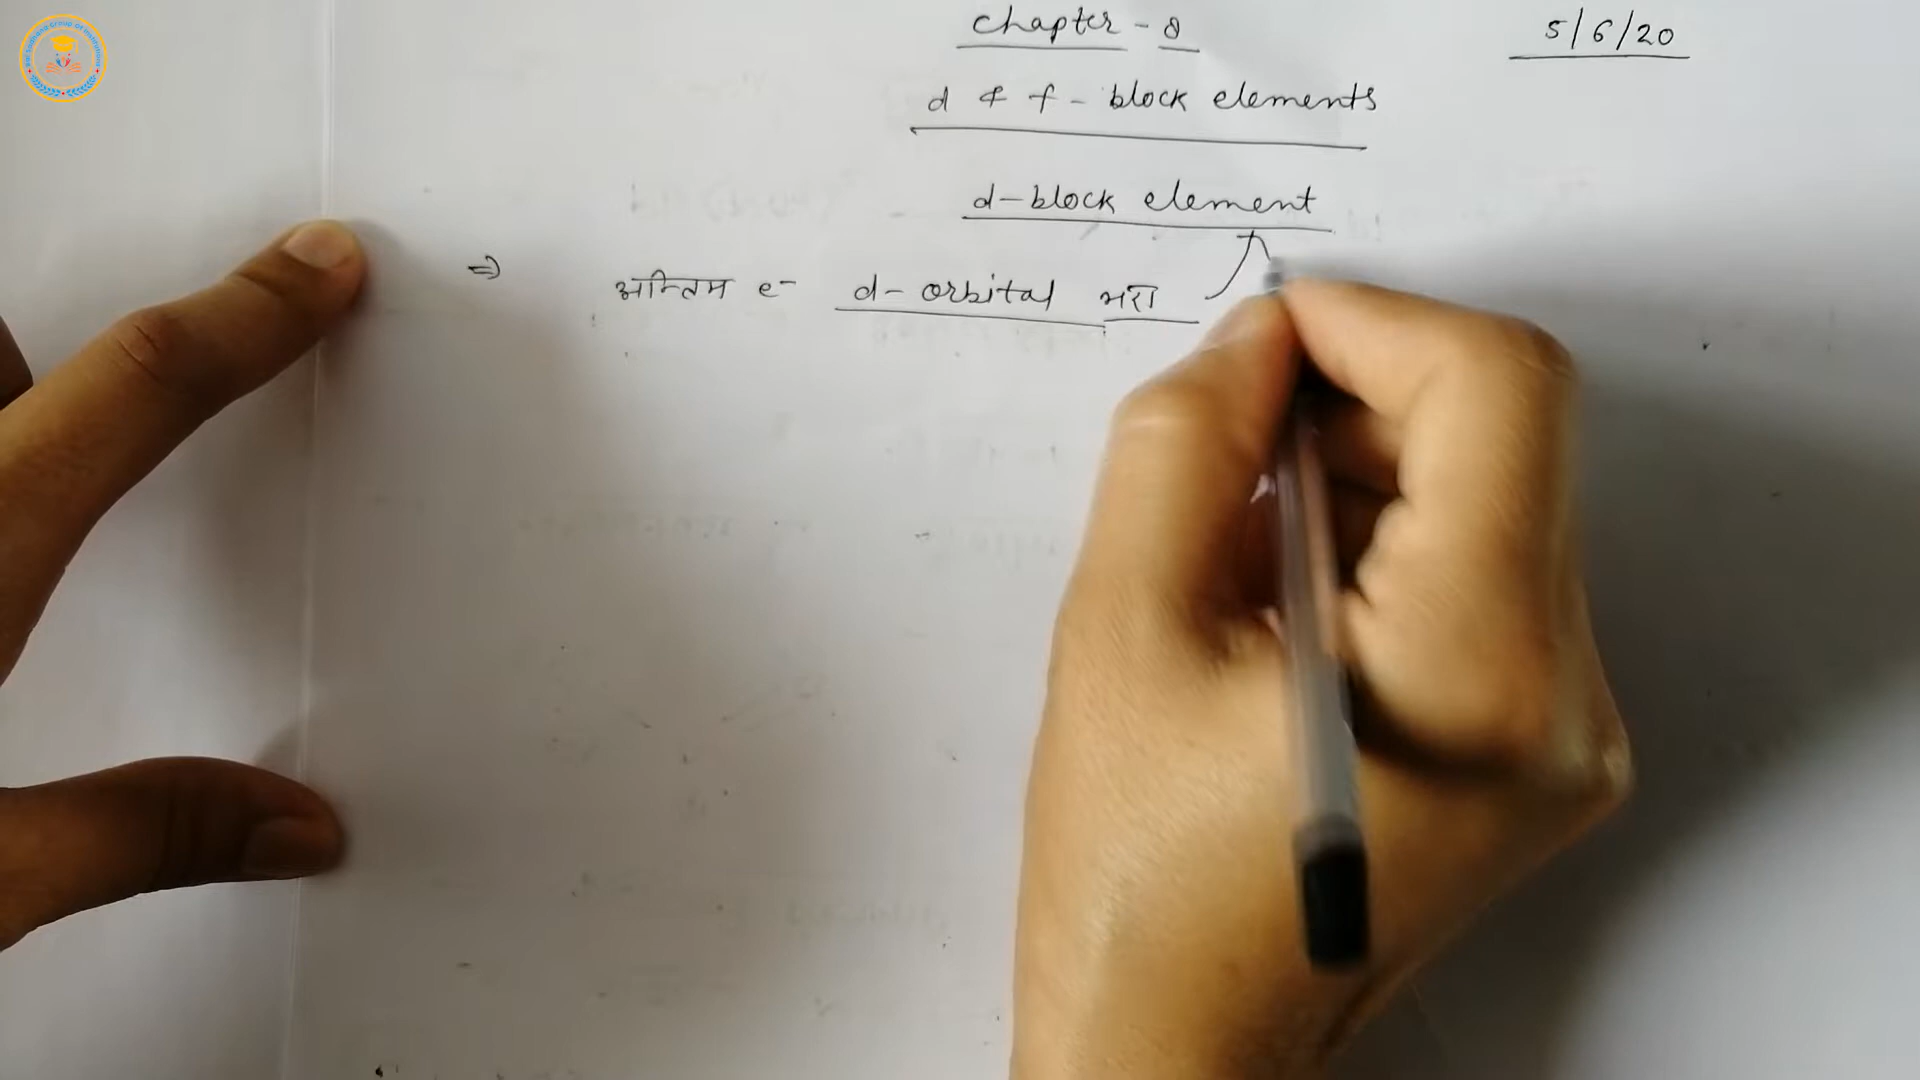 chapter - 8
5/6/20
d & f - block elements
d-block element
⇒ अन्तिम e- d-orbital भरा